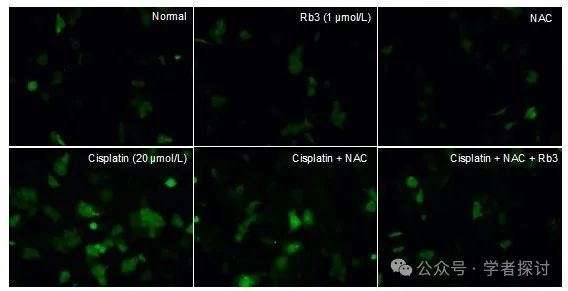 Normal
Rb3 (1 μmol/L)
NAC
Cisplatin (20 μmol/L)
Cisplatin + NAC
Cisplatin + NAC + Rb3
公众号 · 学者探讨